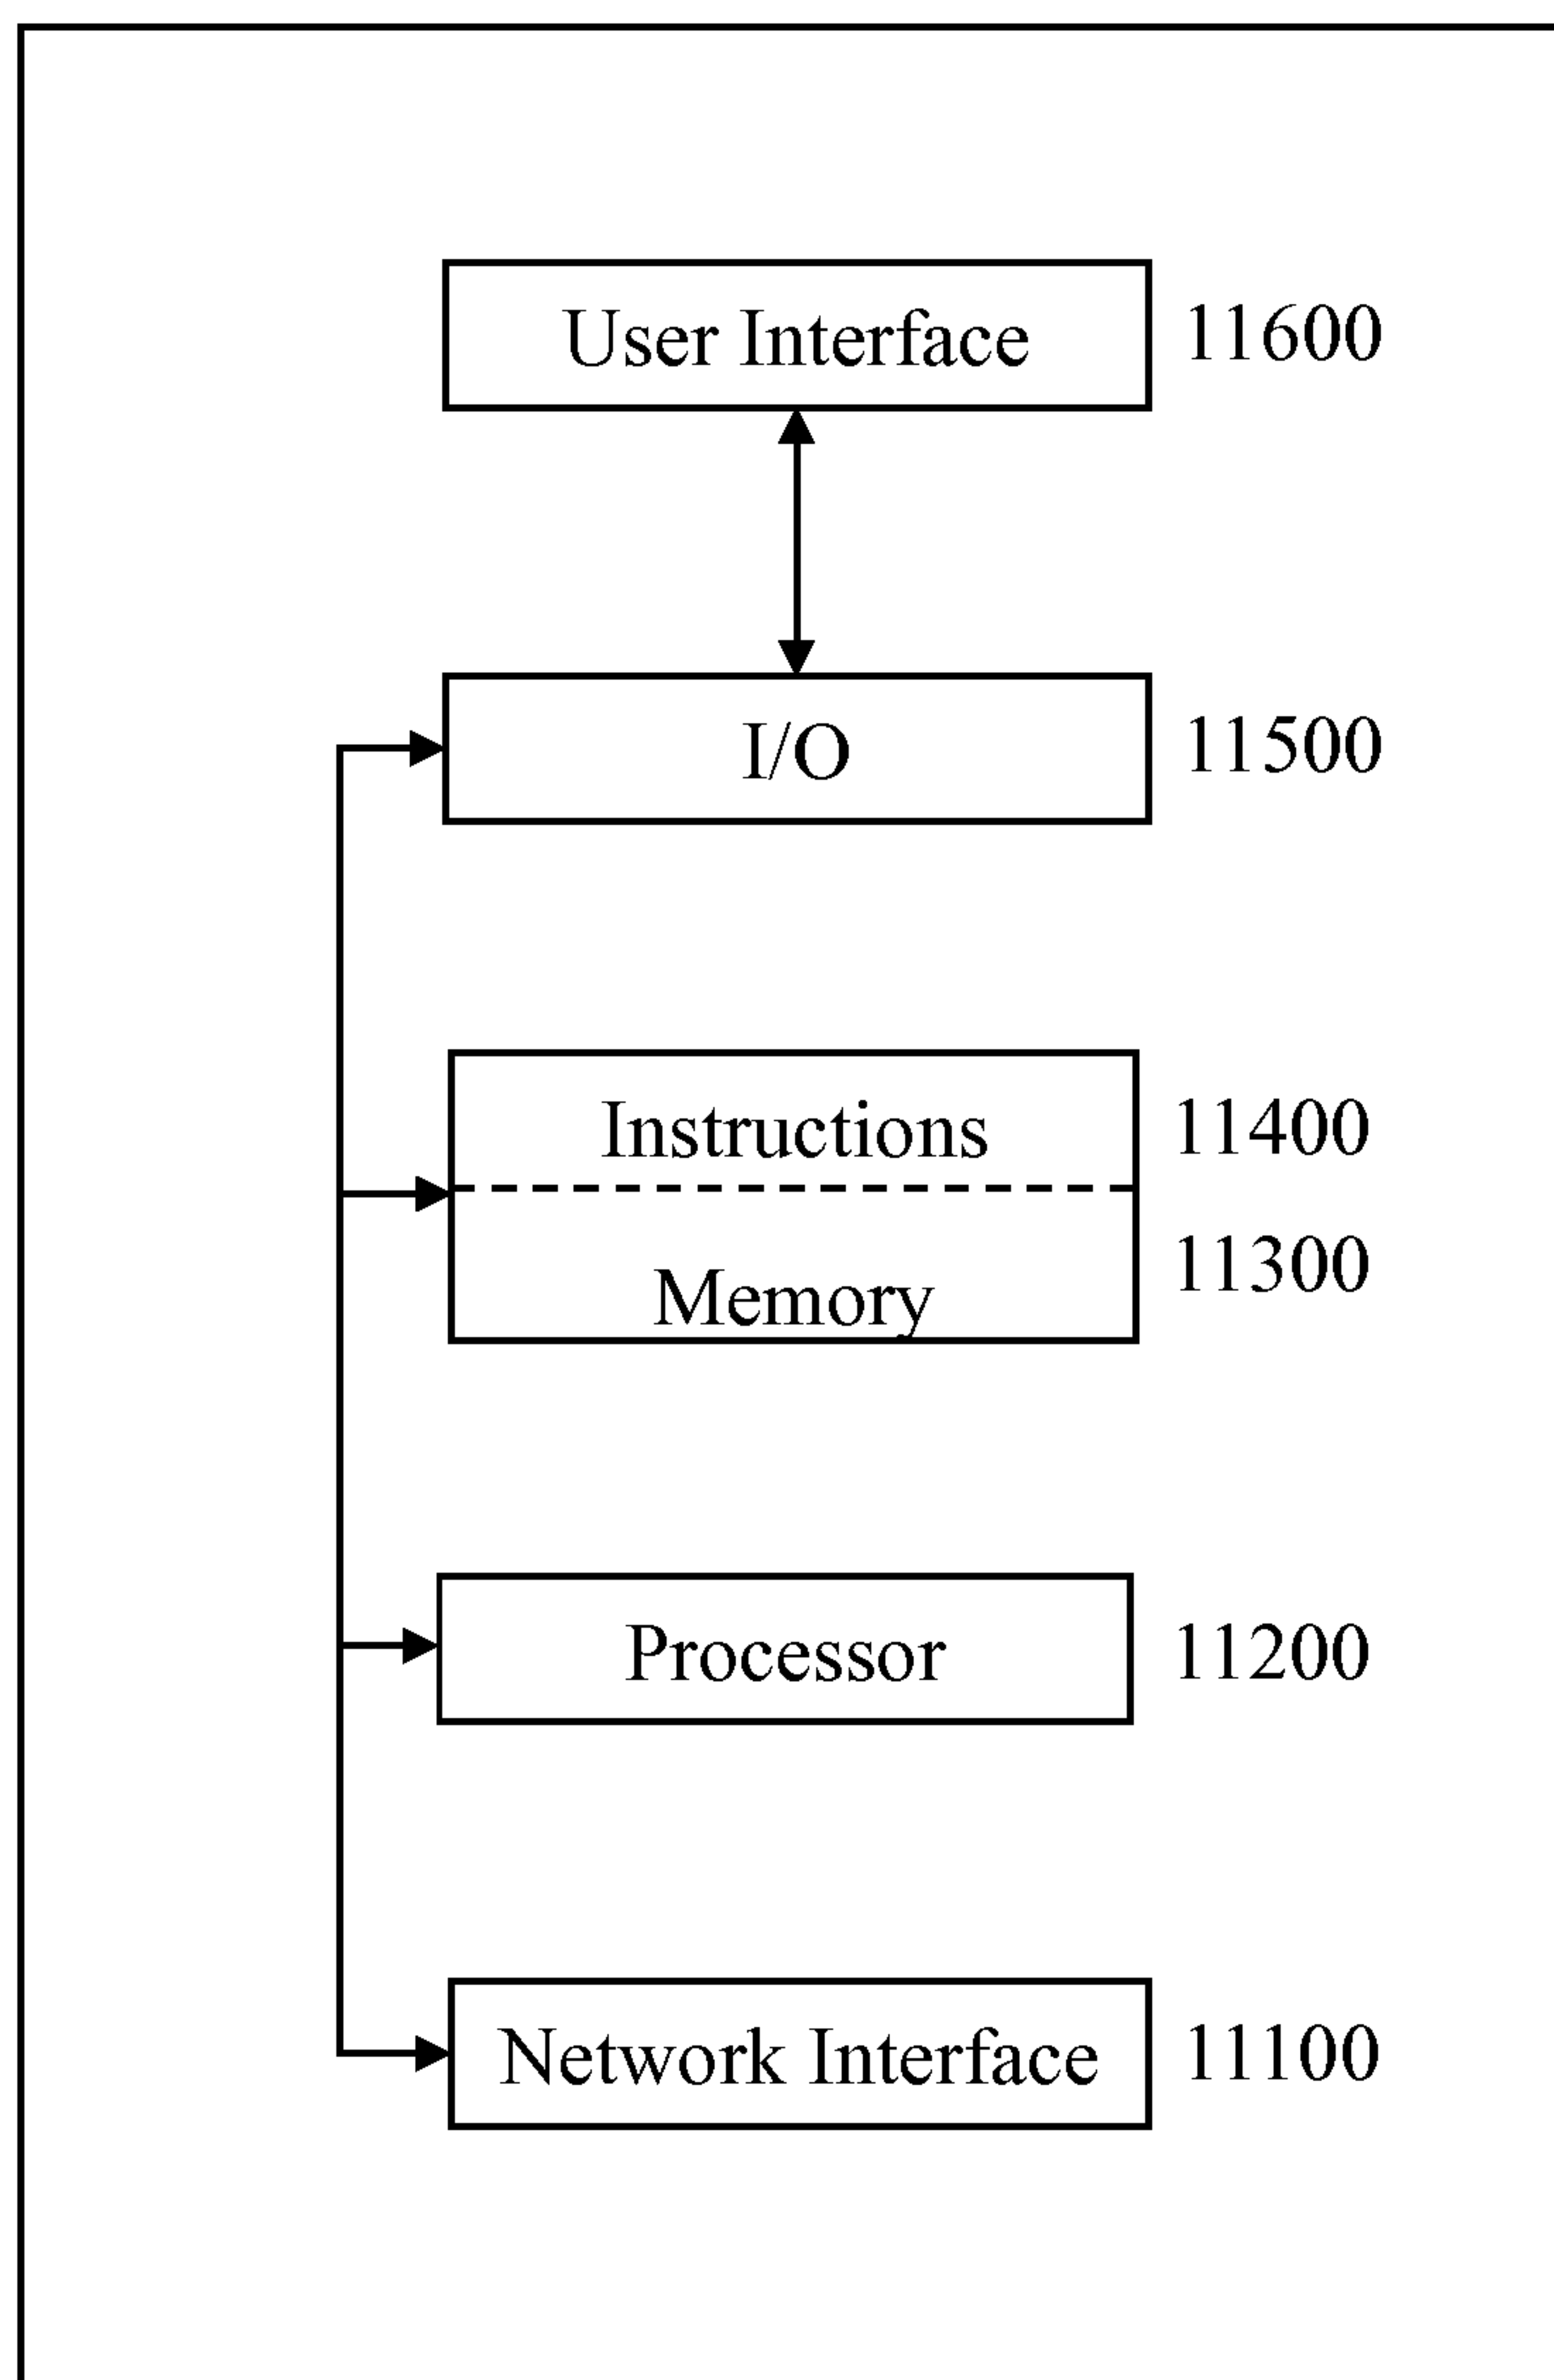 User Interface 11600
I/O 11500
Instructions 11400
Memory 11300
Processor 11200
Network Interface 11100